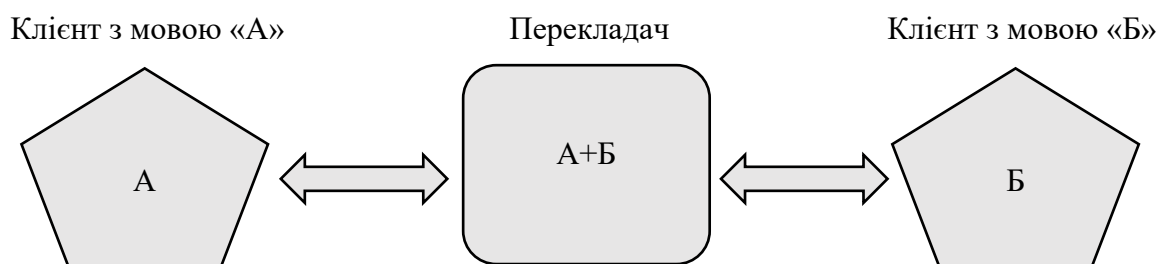 Клієнт з мовою «А» Перекладач Клієнт з мовою «Б»
А А+Б Б